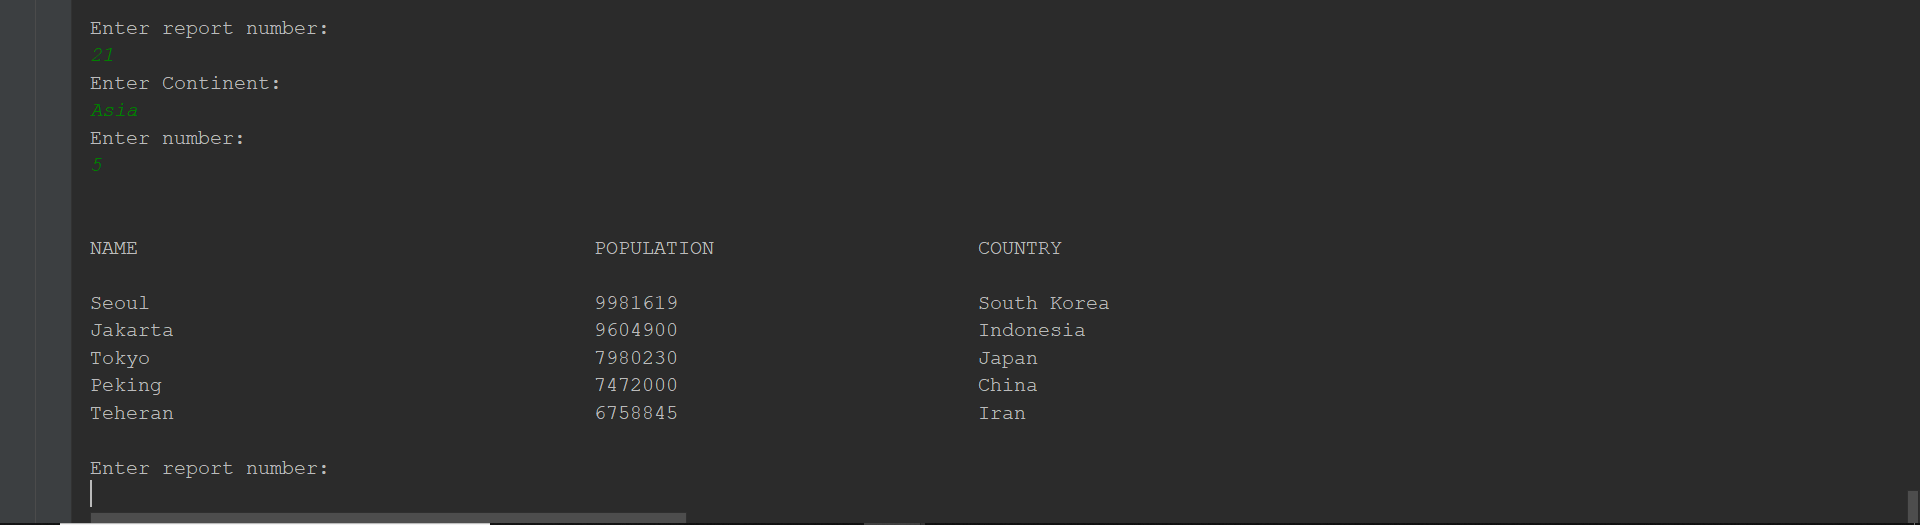 Enter report number:
21
Enter Continent:
Asia
Enter number:
5
NAME POPULATION COUNTRY
Seoul 9981619 South Korea
Jakarta 9604900 Indonesia
Tokyo 7980230 Japan
Peking 7472000 China
Teheran 6758845 Iran
Enter report number: